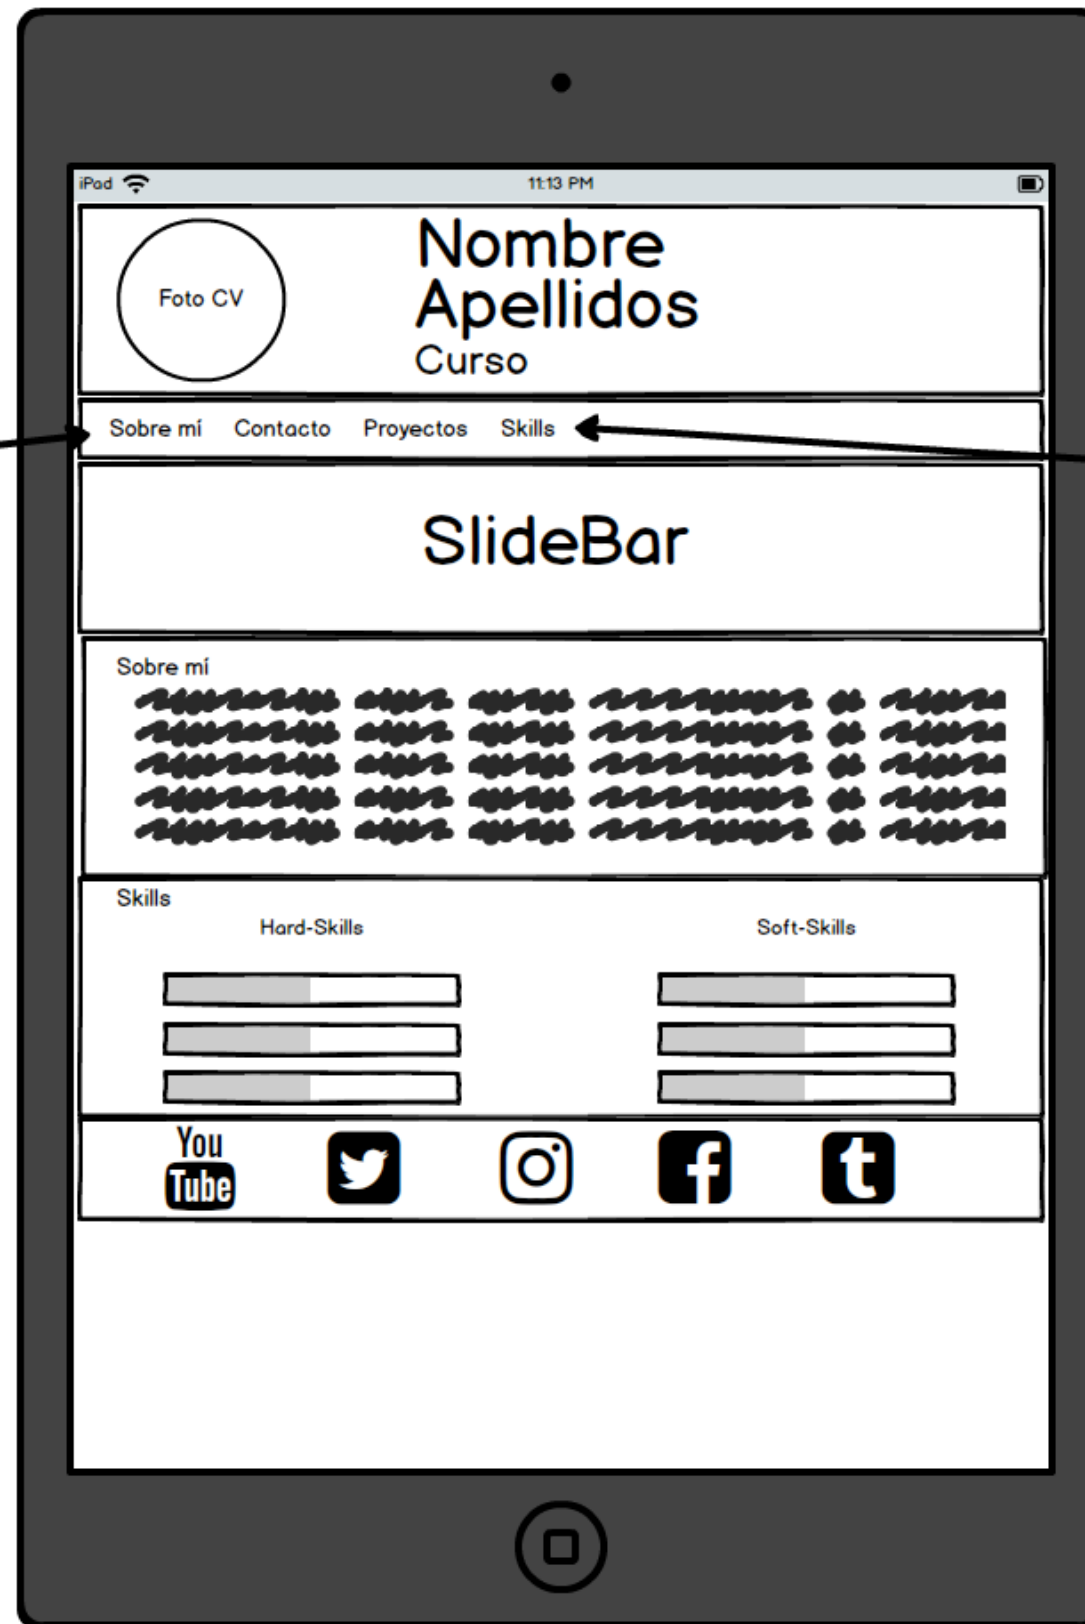 iPad 11:13 PM
Foto CV
Nombre
Apellidos
Curso
Sobre mí Contacto Proyectos Skills
SlideBar
Sobre mí
Skills
Hard-Skills Soft-Skills
You
Tube
f t